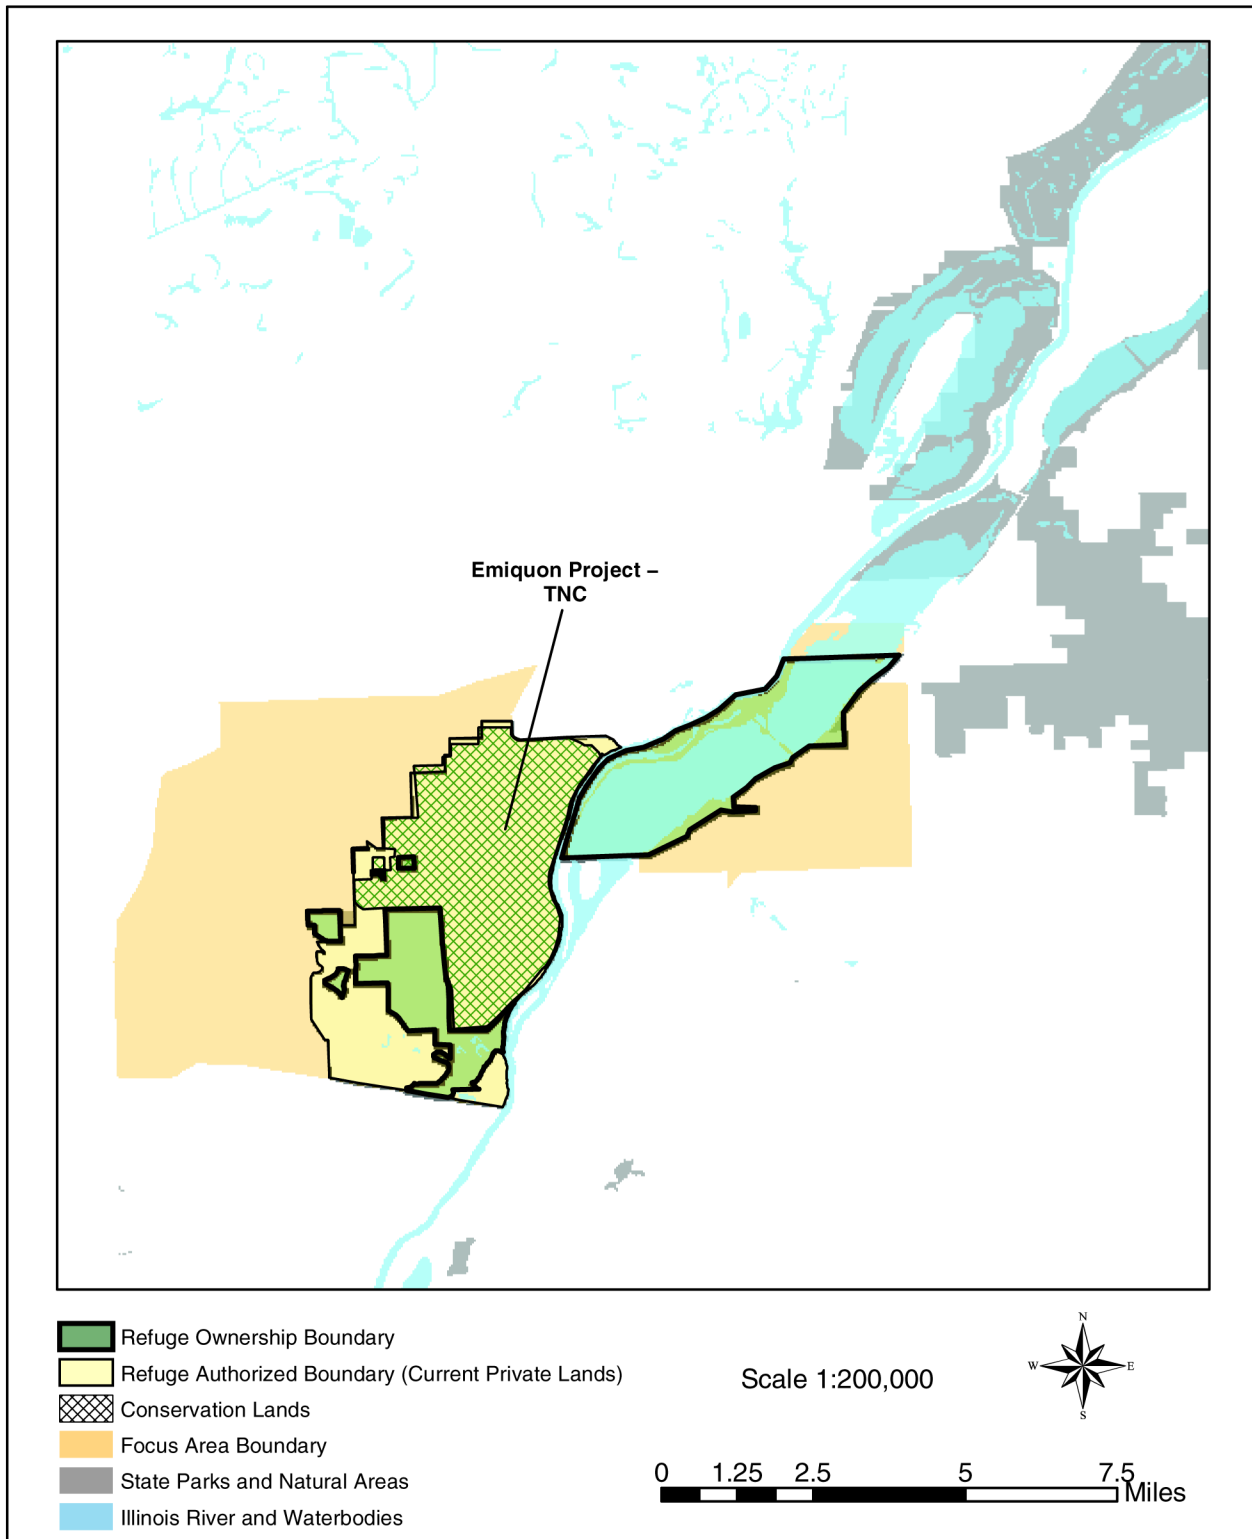 Emiquon Project –
TNC
Refuge Ownership Boundary
Refuge Authorized Boundary (Current Private Lands)
Conservation Lands
Focus Area Boundary
State Parks and Natural Areas
Illinois River and Waterbodies
Scale 1:200,000
N
W E
S
0 1.25 2.5 5 7.5
Miles